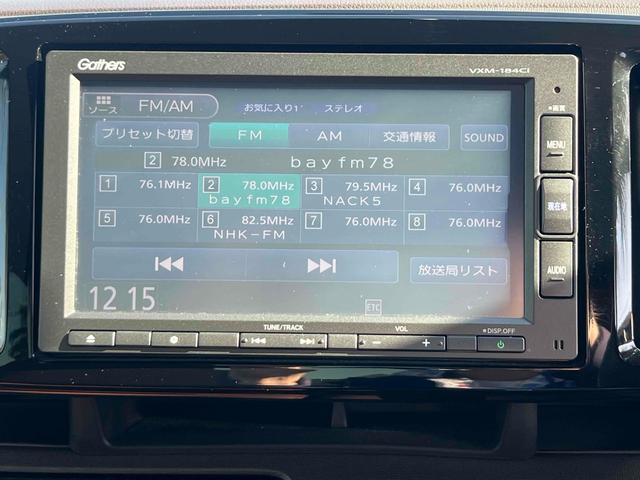 Gathers VXM-184CI
ソース FM/AM お気に入り1 ステレオ
プリセット切替 FM AM 交通情報 SOUND
2 78.0MHz bayfm78
1 76.1MHz 2 78.0MHz 3 79.5MHz 4 76.0MHz
bayfm78 NACK5
5 76.0MHz 6 82.5MHz 7 76.0MHz 8 76.0MHz
NHK-FM
放送局リスト
12 15
ETC
画質
MENU
現在地
AUDIO
TUNE/TRACK VOL DISP.OFF
- +